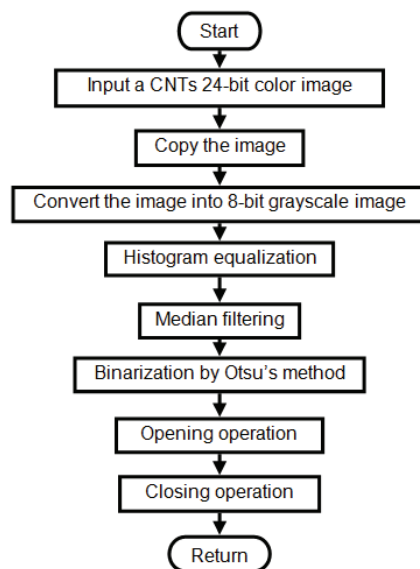 Start
Input a CNTs 24-bit color image
Copy the image
Convert the image into 8-bit grayscale image
Histogram equalization
Median filtering
Binarization by Otsu's method
Opening operation
Closing operation
Return